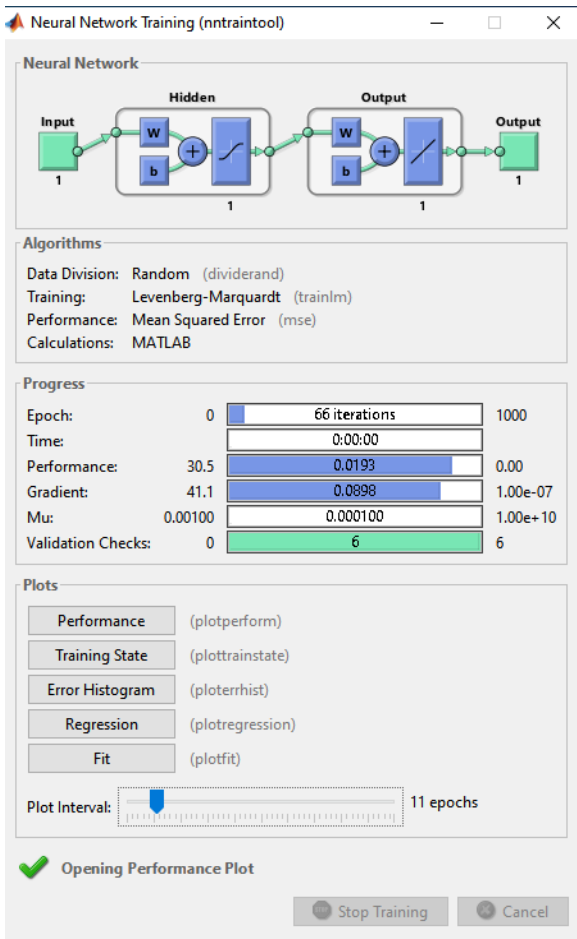 Neural Network Training (nntraintool)
Neural Network
Hidden Output
Input Output
W W
b b
1 1
1 1
Algorithms
Data Division: Random (dividerand)
Training: Levenberg-Marquardt (trainlm)
Performance: Mean Squared Error (mse)
Calculations: MATLAB
Progress
Epoch: 0 66 iterations 1000
Time: 0:00:00
Performance: 30.5 0.0193 0.00
Gradient: 41.1 0.0898 1.00e-07
Mu: 0.00100 0.000100 1.00e+10
Validation Checks: 0 6 6
Plots
Performance (plotperform)
Training State (plottrainstate)
Error Histogram (ploterrhist)
Regression (plotregression)
Fit (plotfit)
Plot Interval: 11 epochs
Opening Performance Plot
Stop Training Cancel